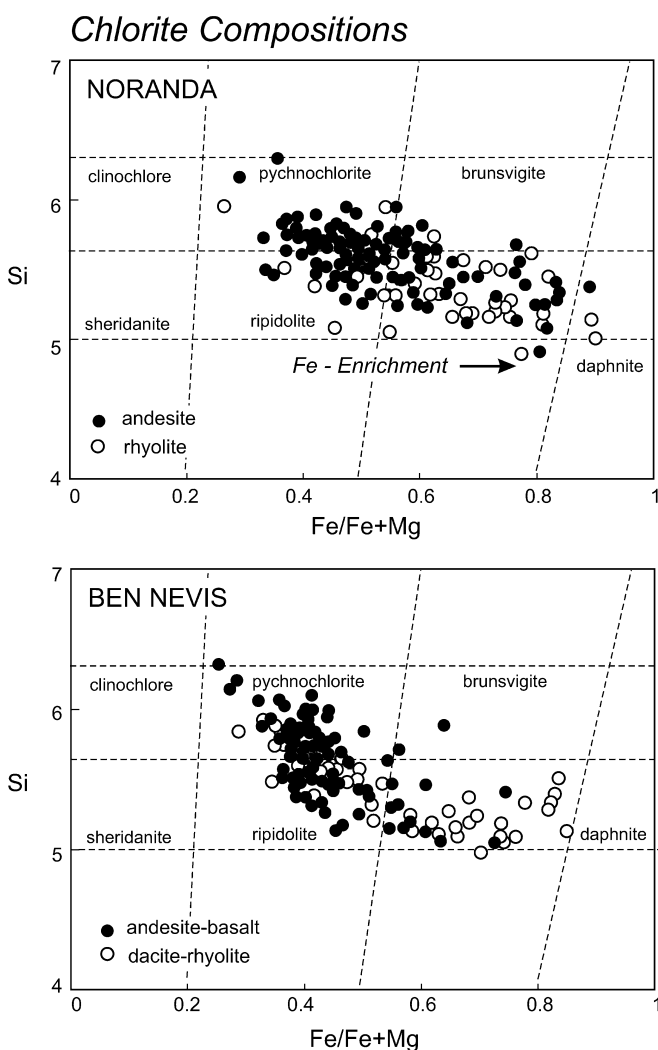 Chlorite Compositions
7
NORANDA
clinochlore
pychnochlorite
brunsvigite
6
Si
sheridanite
ripidolite
5
Fe - Enrichment
daphnite
andesite
rhyolite
4
0
0.2
0.4
0.6
0.8
1
Fe/Fe+Mg
7
BEN NEVIS
clinochlore
pychnochlorite
brunsvigite
6
Si
sheridanite
ripidolite
daphnite
5
andesite-basalt
dacite-rhyolite
4
0
0.2
0.4
0.6
0.8
1
Fe/Fe+Mg